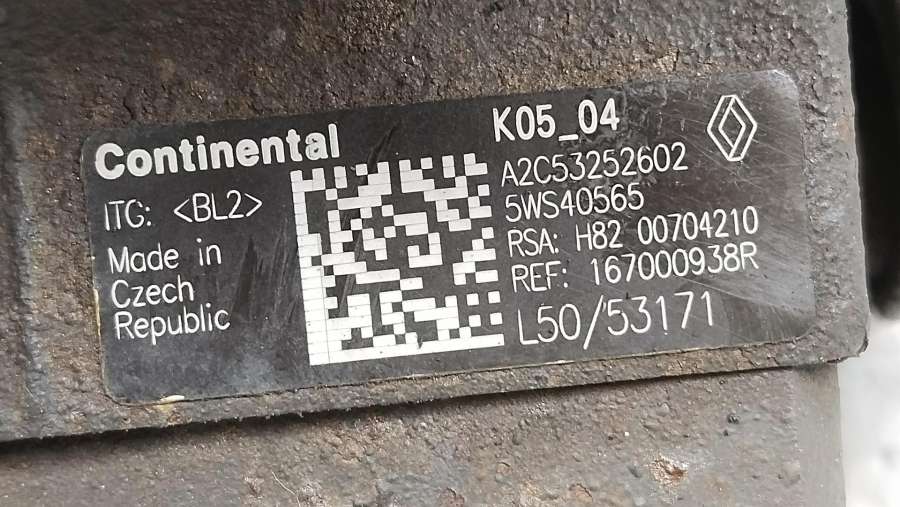 Continental
ITG: <BL2>
Made in
Czech
Republic
K05_04
A2C53252602
5WS40565
RSA: H82 00704210
REF: 167000938R
L50/53171